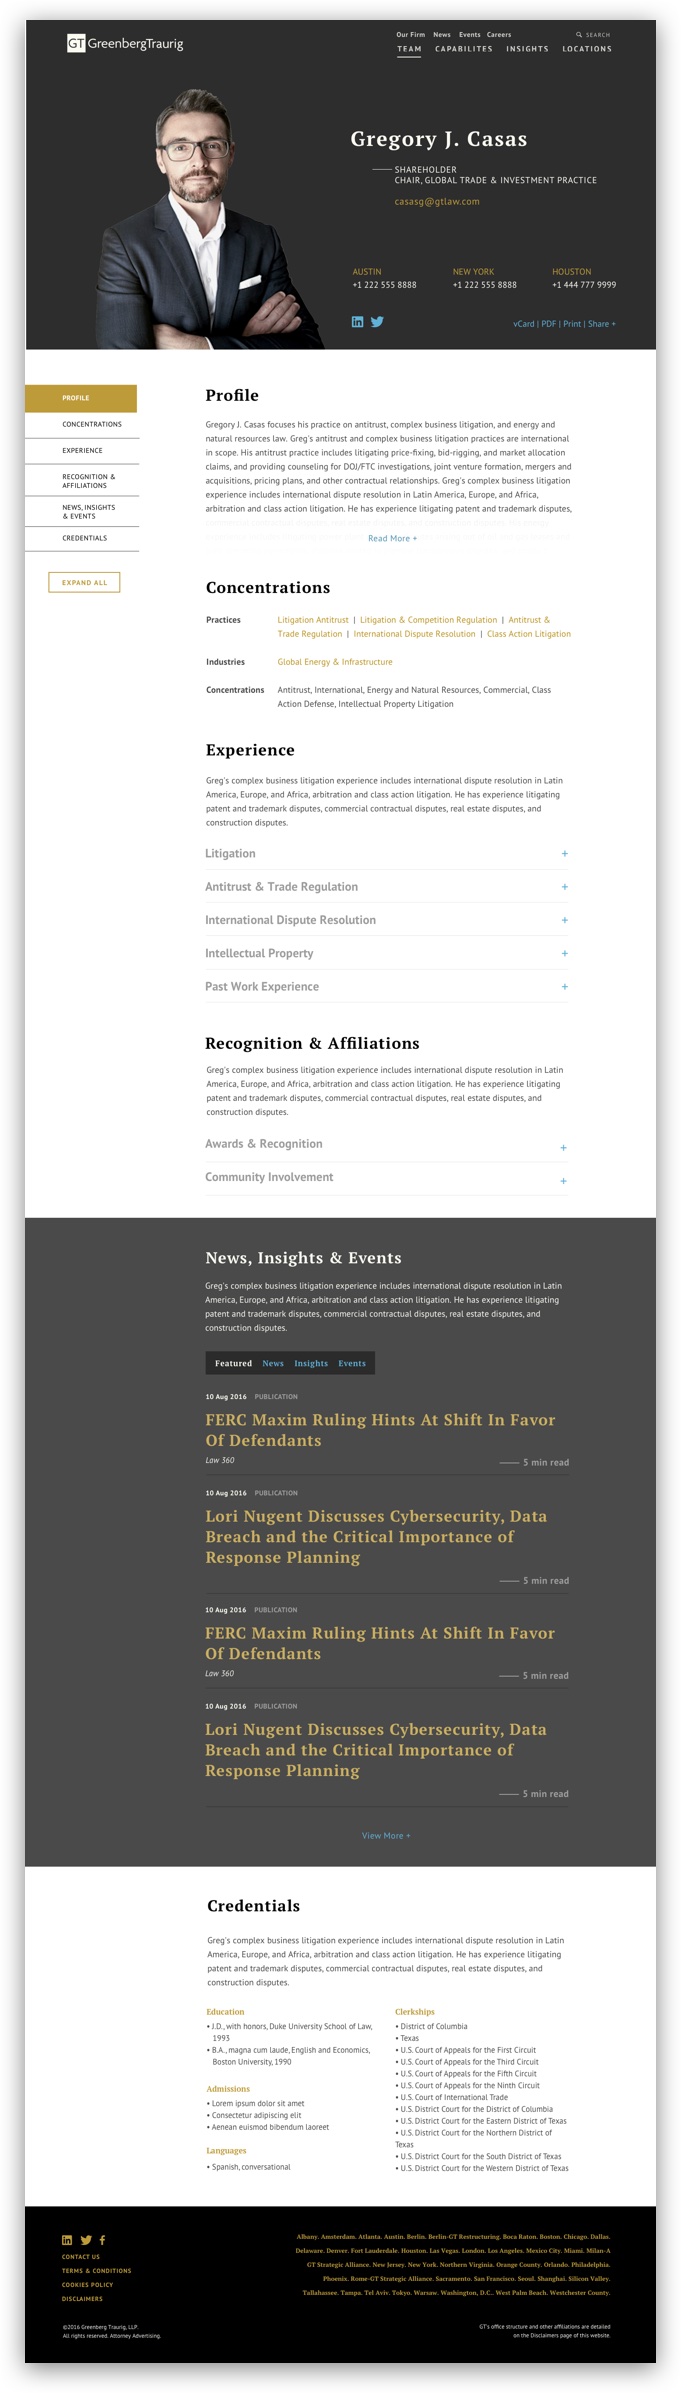 GT GreenbergTraurig
Our Firm News Events Careers SEARCH
TEAM CAPABILITES INSIGHTS LOCATIONS
Gregory J. Casas
SHAREHOLDER
CHAIR, GLOBAL TRADE & INVESTMENT PRACTICE
casasg@gtlaw.com
AUSTIN NEW YORK HOUSTON
+1 222 555 8888 +1 222 555 8888 +1 444 777 9999
vCard | PDF | Print | Share +
PROFILE
CONCENTRATIONS
EXPERIENCE
RECOGNITION &
AFFILIATIONS
NEWS, INSIGHTS
& EVENTS
CREDENTIALS
EXPAND ALL
Profile
Gregory J. Casas focuses his practice on antitrust, complex business litigation, and energy and
natural resources law. Greg's antitrust and complex business litigation practices are international
in scope. His antitrust practice includes litigating price-fixing, bid-rigging, and market allocation
claims, and providing counseling for DOJ/FTC investigations, joint venture formation, mergers and
acquisitions, pricing plans, and other contractual relationships. Greg's complex business litigation
experience includes international dispute resolution in Latin America, Europe, and Africa,
arbitration and class action litigation. He has experience litigating patent and trademark disputes,
Read More +
Concentrations
Practices Litigation Antitrust | Litigation & Competition Regulation | Antitrust &
Trade Regulation | International Dispute Resolution | Class Action Litigation
Industries Global Energy & Infrastructure
Concentrations Antitrust, International, Energy and Natural Resources, Commercial, Class
Action Defense, Intellectual Property Litigation
Experience
Greg's complex business litigation experience includes international dispute resolution in Latin
America, Europe, and Africa, arbitration and class action litigation. He has experience litigating
patent and trademark disputes, commercial contractual disputes, real estate disputes, and
construction disputes.
Litigation +
Antitrust & Trade Regulation +
International Dispute Resolution +
Intellectual Property +
Past Work Experience +
Recognition & Affiliations
Greg's complex business litigation experience includes international dispute resolution in Latin
America, Europe, and Africa, arbitration and class action litigation. He has experience litigating
patent and trademark disputes, commercial contractual disputes, real estate disputes, and
construction disputes.
Awards & Recognition +
Community Involvement +
News, Insights & Events
Greg's complex business litigation experience includes international dispute resolution in Latin
America, Europe, and Africa, arbitration and class action litigation. He has experience litigating
patent and trademark disputes, commercial contractual disputes, real estate disputes, and
construction disputes.
Featured News Insights Events
10 Aug 2016 PUBLICATION
FERC Maxim Ruling Hints At Shift In Favor
Of Defendants
Law 360
5 min read
10 Aug 2016 PUBLICATION
Lori Nugent Discusses Cybersecurity, Data
Breach and the Critical Importance of
Response Planning
5 min read
10 Aug 2016 PUBLICATION
FERC Maxim Ruling Hints At Shift In Favor
Of Defendants
Law 360
5 min read
10 Aug 2016 PUBLICATION
Lori Nugent Discusses Cybersecurity, Data
Breach and the Critical Importance of
Response Planning
5 min read
View More +
Credentials
Greg's complex business litigation experience includes international dispute resolution in Latin
America, Europe, and Africa, arbitration and class action litigation. He has experience litigating
patent and trademark disputes, commercial contractual disputes, real estate disputes, and
construction disputes.
Education
• J.D., with honors, Duke University School of Law,
1993
• B.A., magna cum laude, English and Economics,
Boston University, 1990
Admissions
• Lorem ipsum dolor sit amet
• Consectetur adipiscing elit
• Aenean euismod bibendum laoreet
Languages
• Spanish, conversational
Clerkships
• District of Columbia
• Texas
• U.S. Court of Appeals for the First Circuit
• U.S. Court of Appeals for the Third Circuit
• U.S. Court of Appeals for the Fifth Circuit
• U.S. Court of Appeals for the Ninth Circuit
• U.S. Court of International Trade
• U.S. District Court for the District of Columbia
• U.S. District Court for the Eastern District of Texas
• U.S. District Court for the Northern District of
Texas
• U.S. District Court for the South District of Texas
• U.S. District Court for the Western District of Texas
CONTACT US
TERMS & CONDITIONS
COOKIES POLICY
DISCLAIMERS
Albany. Amsterdam. Atlanta. Austin. Berlin. Berlin-GT Restructuring. Boca Raton. Boston. Chicago. Dallas.
Delaware. Denver. Fort Lauderdale. Houston. Las Vegas. London. Los Angeles. Mexico City. Miami. Milan-A
GT Strategic Alliance. New Jersey. New York. Northern Virginia. Orange County. Orlando. Philadelphia.
Phoenix. Rome-GT Strategic Alliance. Sacramento. San Francisco. Seoul. Shanghai. Silicon Valley.
Tallahassee. Tampa. Tel Aviv. Tokyo. Warsaw. Washington, D.C.. West Palm Beach. Westchester County.
©2016 Greenberg Traurig, LLP.
All rights reserved. Attorney Advertising.
GT's office structure and other affiliations are detailed
on the Disclaimers page of this website.